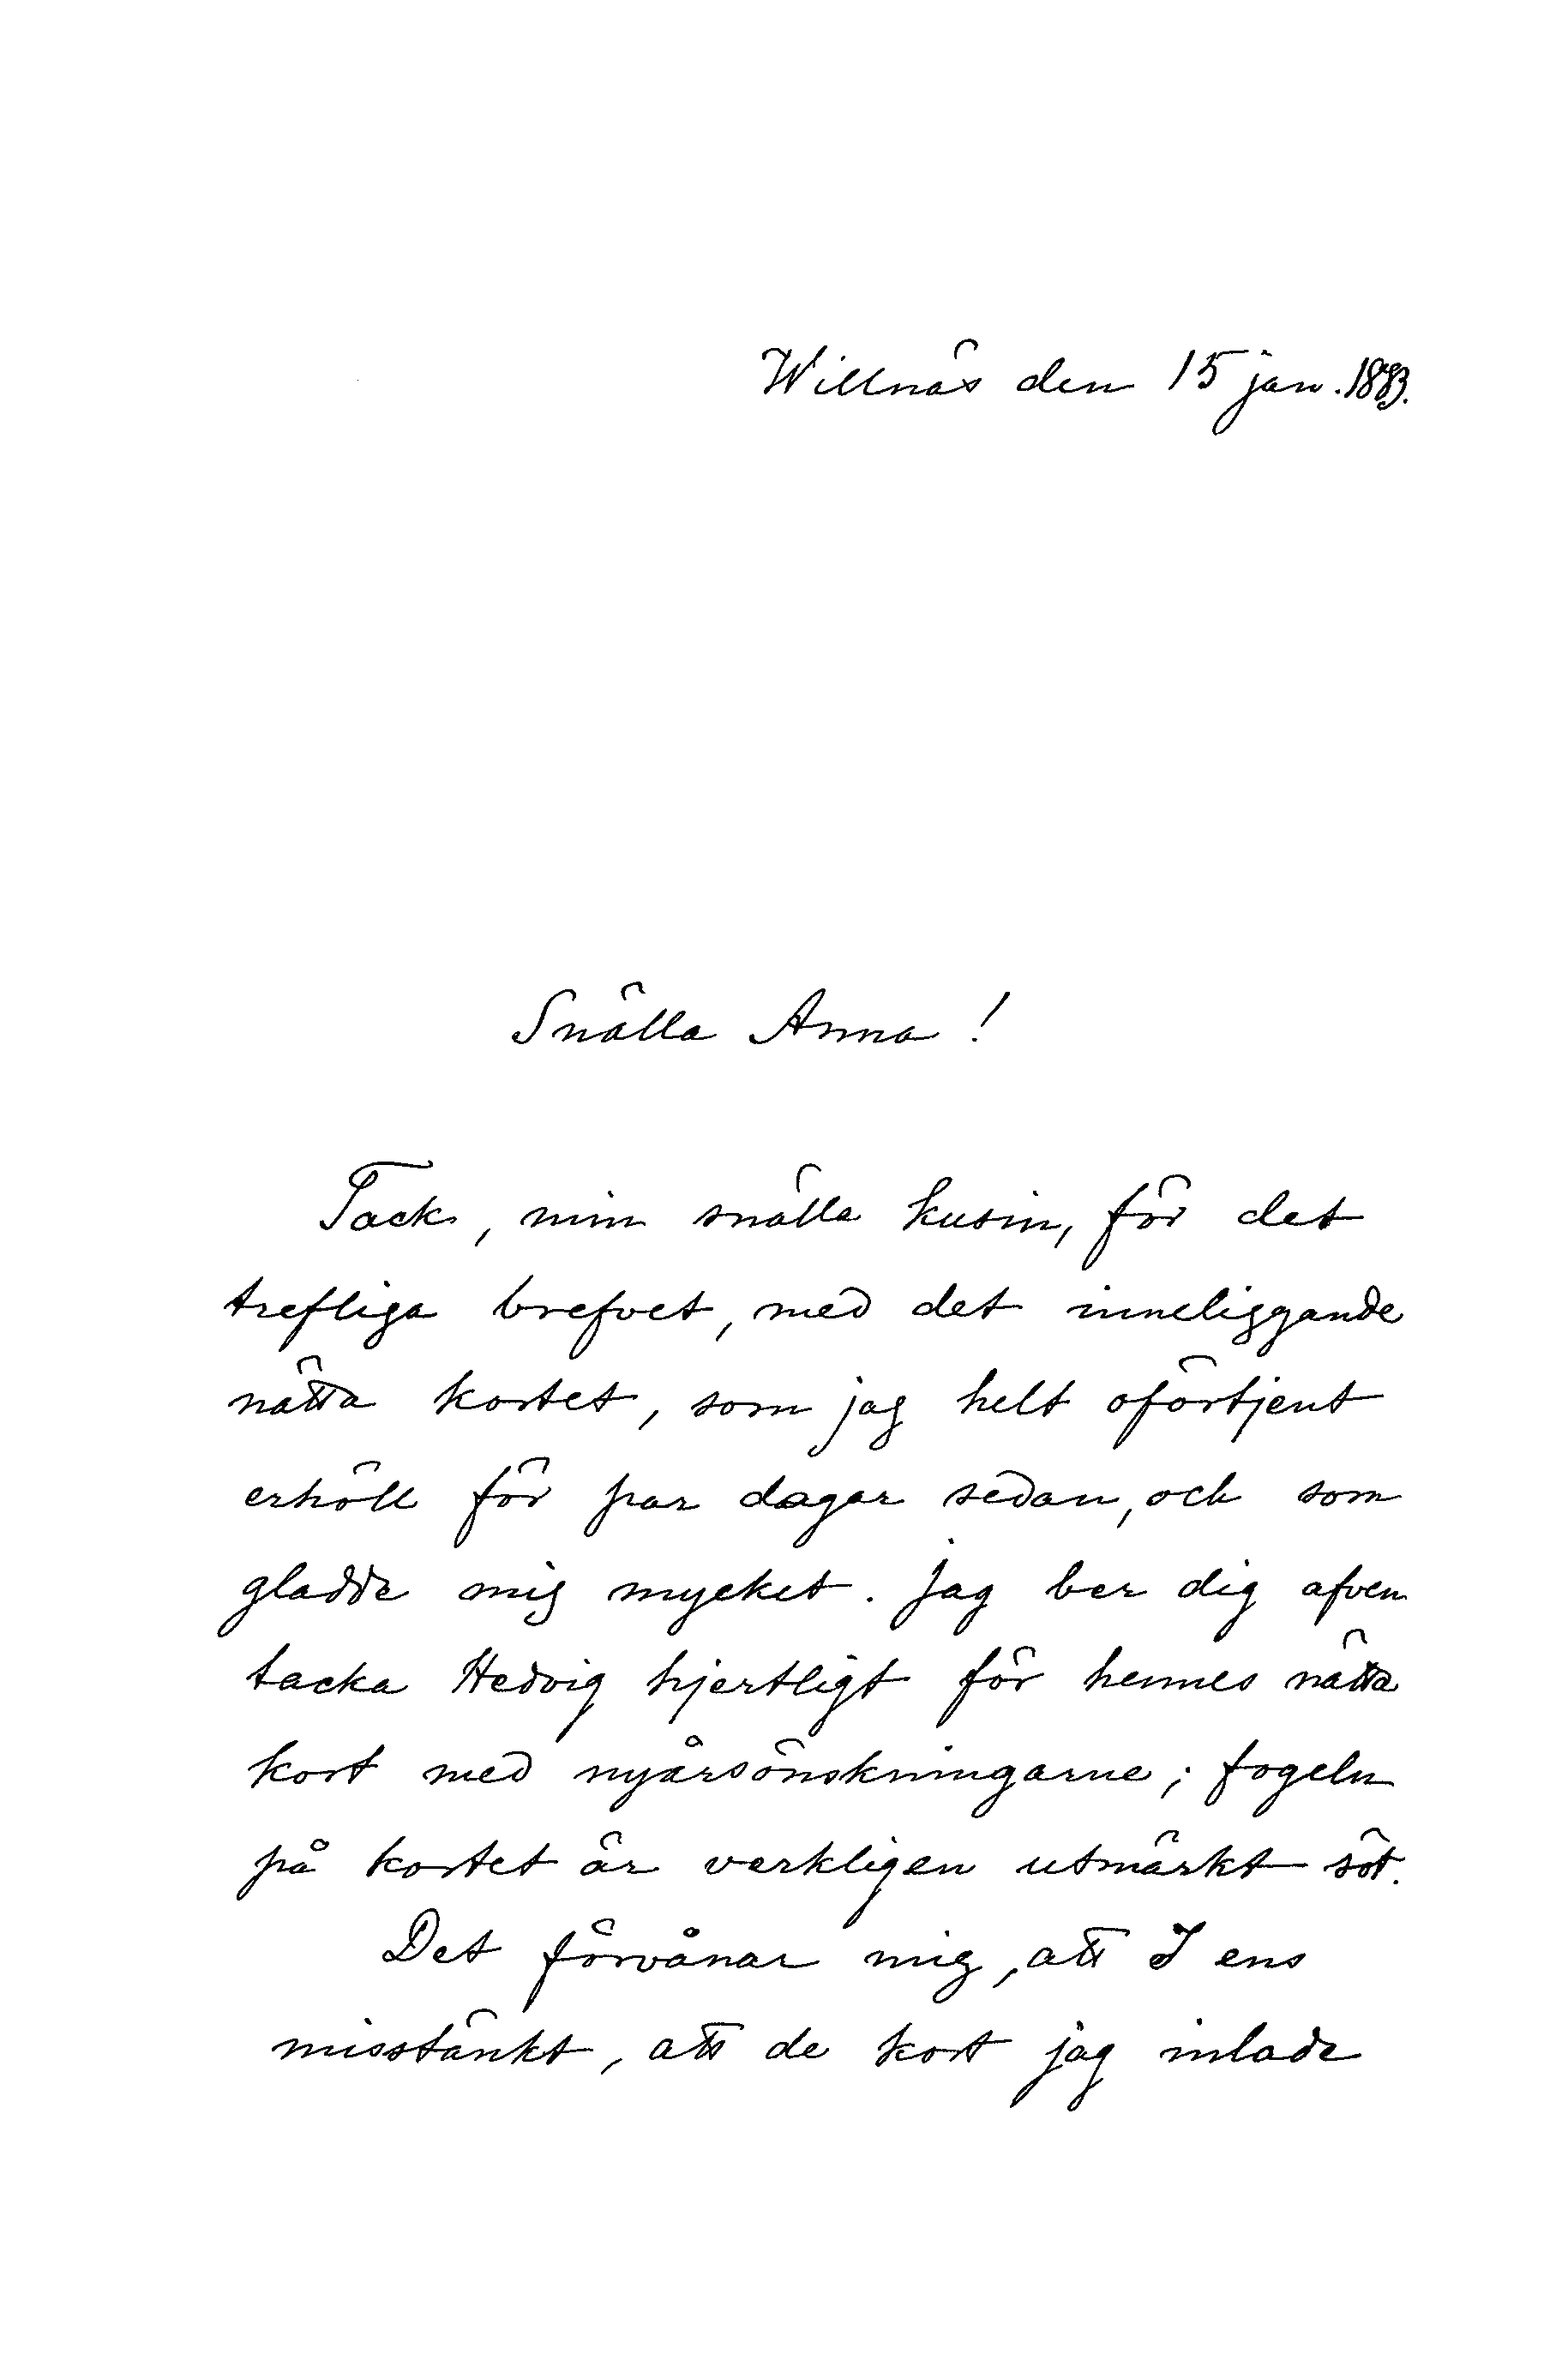 Willnäs den 15 jan. 1883.
Snälla Anna!
Tack, min snälla kusin, för det
trefliga brefvet, med det inneliggande
nätta kortet, som jag helt oförtjent
erhöll för par dagar sedan, och som
gladde mig mycket. Jag ber dig afven
tacka Hedvig hjertligt för hennes nätta
kort med nyårsönskningarne; fogeln
på kortet är verkligen utmärkt söt.
Det förvånar mig, att I ens
misstänkt, att de kort jag inlade